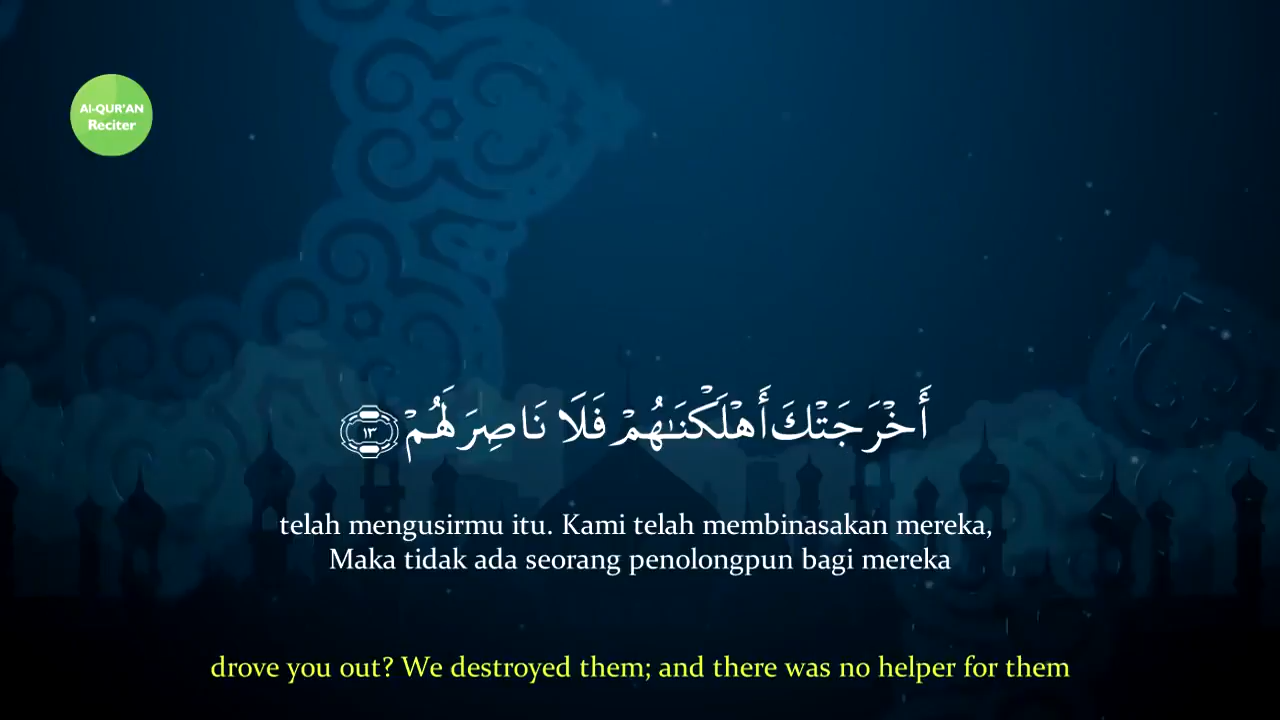 Al-QUR'AN
Reciter
أَخْرَجَتْكَ أَهْلَكْنَـٰهُمْ فَلَا نَاصِرَ لَهُمْ ١٣
telah mengusirmu itu. Kami telah membinasakan mereka,
Maka tidak ada seorang penolongpun bagi mereka
drove you out? We destroyed them; and there was no helper for them